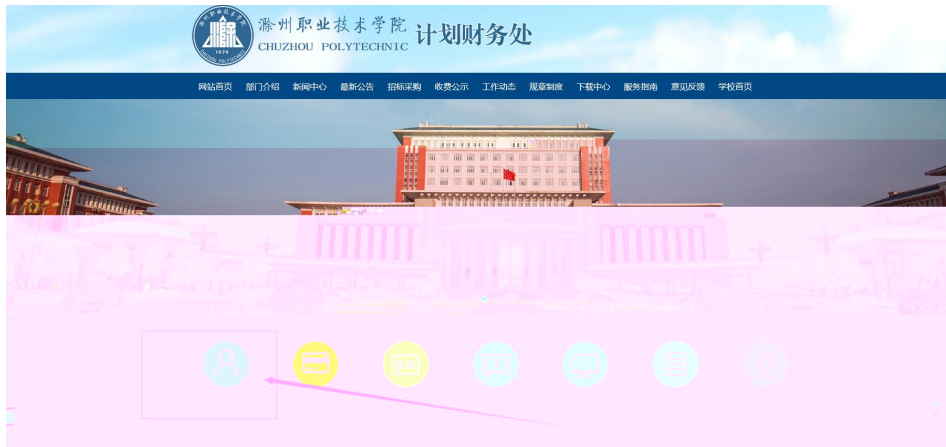 滁州职业技术学院 计划财务处
CHUZHOU POLYTECHNIC
1979
网站首页 部门介绍 新闻中心 最新公告 招标采购 收费公示 工作动态 规章制度 下载中心 服务指南 意见反馈 学校首页